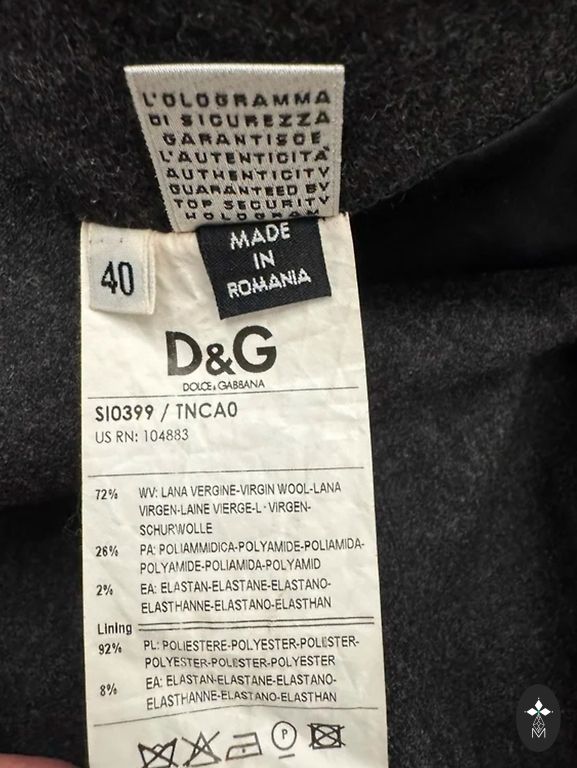 L'OLOGRAMMA
DI SICUREZZA
GARANTISCE
L'AUTENTICITÀ
AUTHENTICITY
GUARANTEED BY
TOP SECURITY
HOLOGRAM
40
MADE
IN
ROMANIA
D&G
DOLCE & GABBANA
SI0399 / TNCA0
US RN: 104883
72% WV: LANA VERGINE-VIRGIN WOOL-LANA
VIRGEN-LAINE VIERGE-L · VIRGEN-
SCHURWOLLE
26% PA: POLIAMMIDICA-POLYAMIDE-POLIAMIDA-
POLYAMIDE-POLIAMIDA-POLYAMID
2% EA: ELASTAN-ELASTANE-ELASTANO-
ELASTHANNE-ELASTANO-ELASTHAN
Lining
92% PL: POLIESTERE-POLYESTER-POLIESTER-
POLYESTER-POLIESTER-POLYESTER
8% EA: ELASTAN-ELASTANE-ELASTANO-
ELASTHANNE-ELASTANO-ELASTHAN
P
M